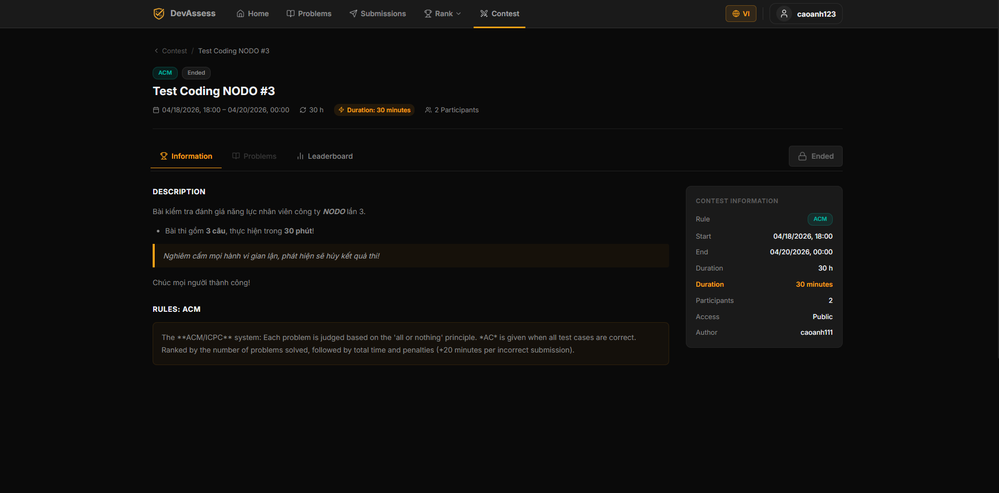 DevAssess
Home
Problems
Submissions
Rank
Contest
VI
caoanh123
Contest / Test Coding NODO #3
ACM
Ended
Test Coding NODO #3
04/18/2026, 18:00 – 04/20/2026, 00:00
30 h
Duration: 30 minutes
2 Participants
Information
Problems
Leaderboard
Ended
DESCRIPTION
Bài kiểm tra đánh giá năng lực nhân viên công ty NODO lần 3.
Bài thi gồm 3 câu, thực hiện trong 30 phút!
Nghiêm cấm mọi hành vi gian lận, phát hiện sẽ hủy kết quả thi!
Chúc mọi người thành công!
RULES: ACM
The **ACM/ICPC** system: Each problem is judged based on the 'all or nothing' principle. *AC* is given when all test cases are correct.
Ranked by the number of problems solved, followed by total time and penalties (+20 minutes per incorrect submission).
CONTEST INFORMATION
Rule ACM
Start 04/18/2026, 18:00
End 04/20/2026, 00:00
Duration 30 h
Duration 30 minutes
Participants 2
Access Public
Author caoanh111